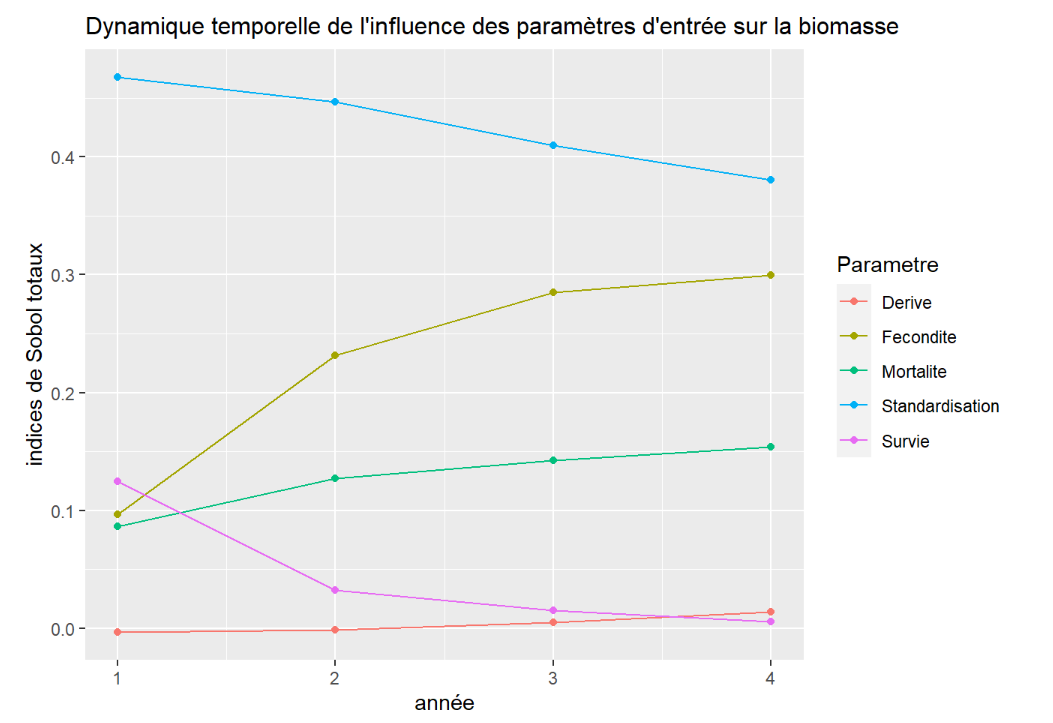 Dynamique temporelle de l'influence des paramètres d'entrée sur la biomasse
indices de Sobol totaux
0.4
0.3
0.2
0.1
0.0
1 2 3 4
année
Parametre
Derive
Fecondite
Mortalite
Standardisation
Survie